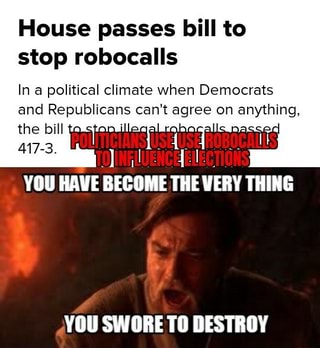 House passes bill to
stop robocalls
In a political climate when Democrats
and Republicans can't agree on anything,
the bill to stop illegal robocalls passed
417-3.
POLITICIANS USE USE ROBOCALLS
TO INFLUENCE ELECTIONS
YOU HAVE BECOME THE VERY THING
YOU SWORE TO DESTROY